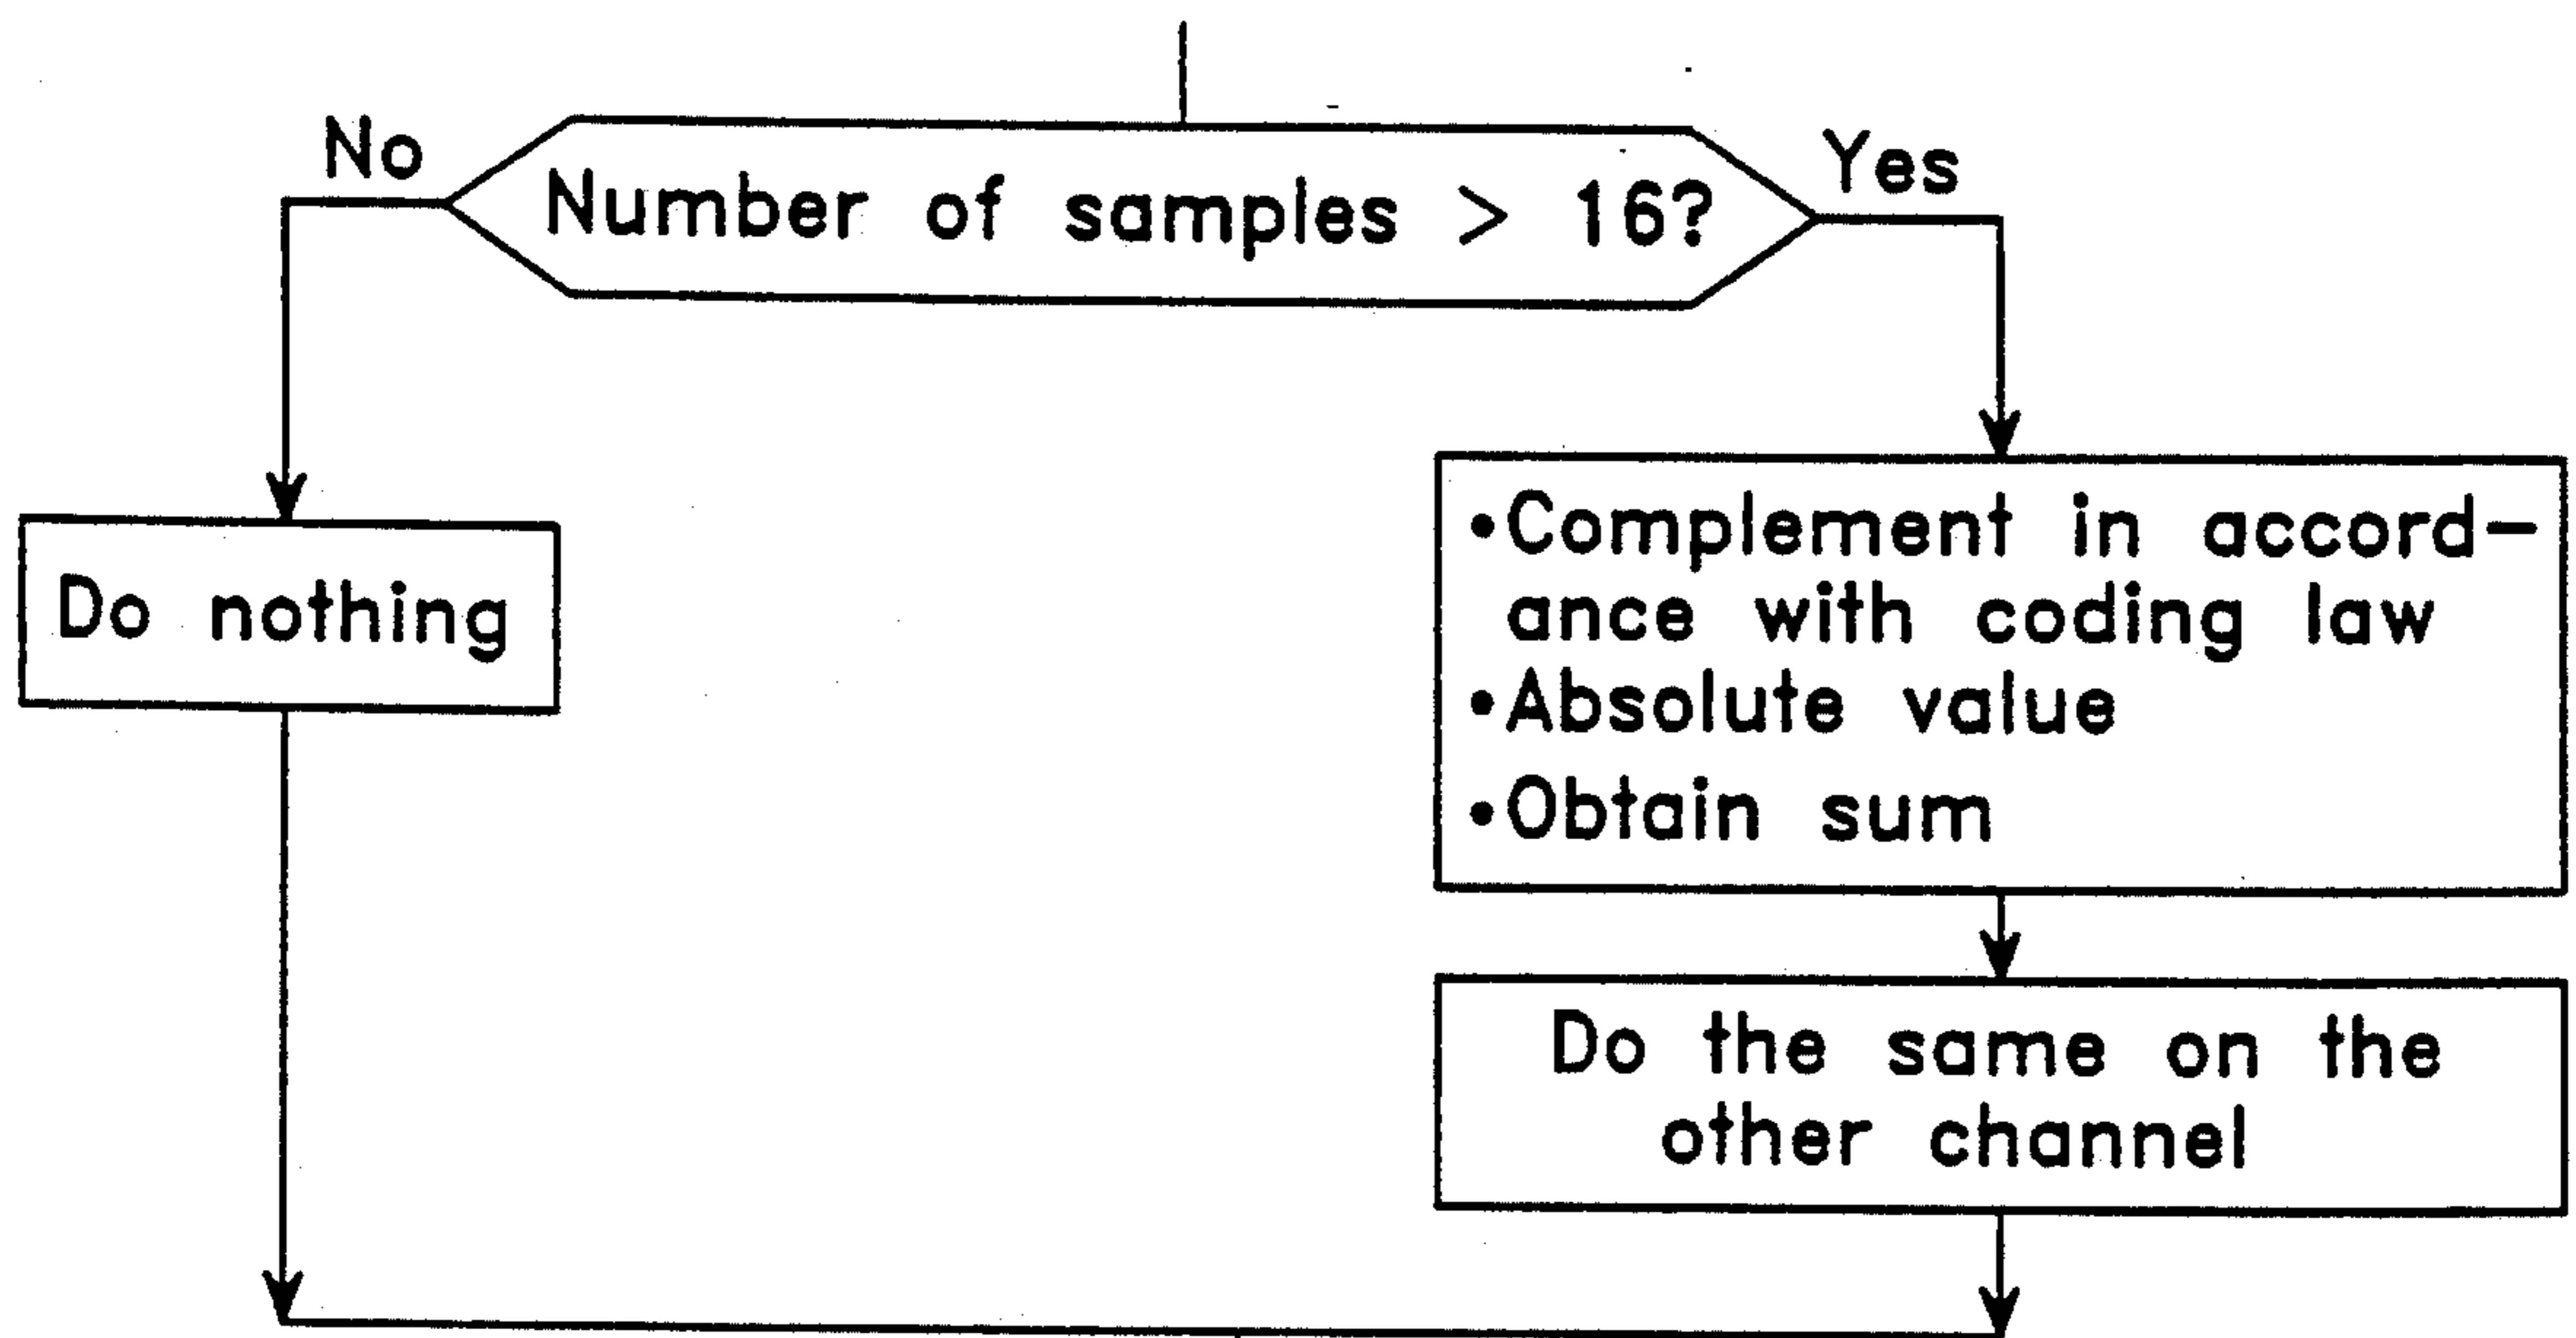 No
Number of samples > 16?
Yes
Do nothing
•Complement in accord-
ance with coding law
•Absolute value
•Obtain sum
Do the same on the
other channel